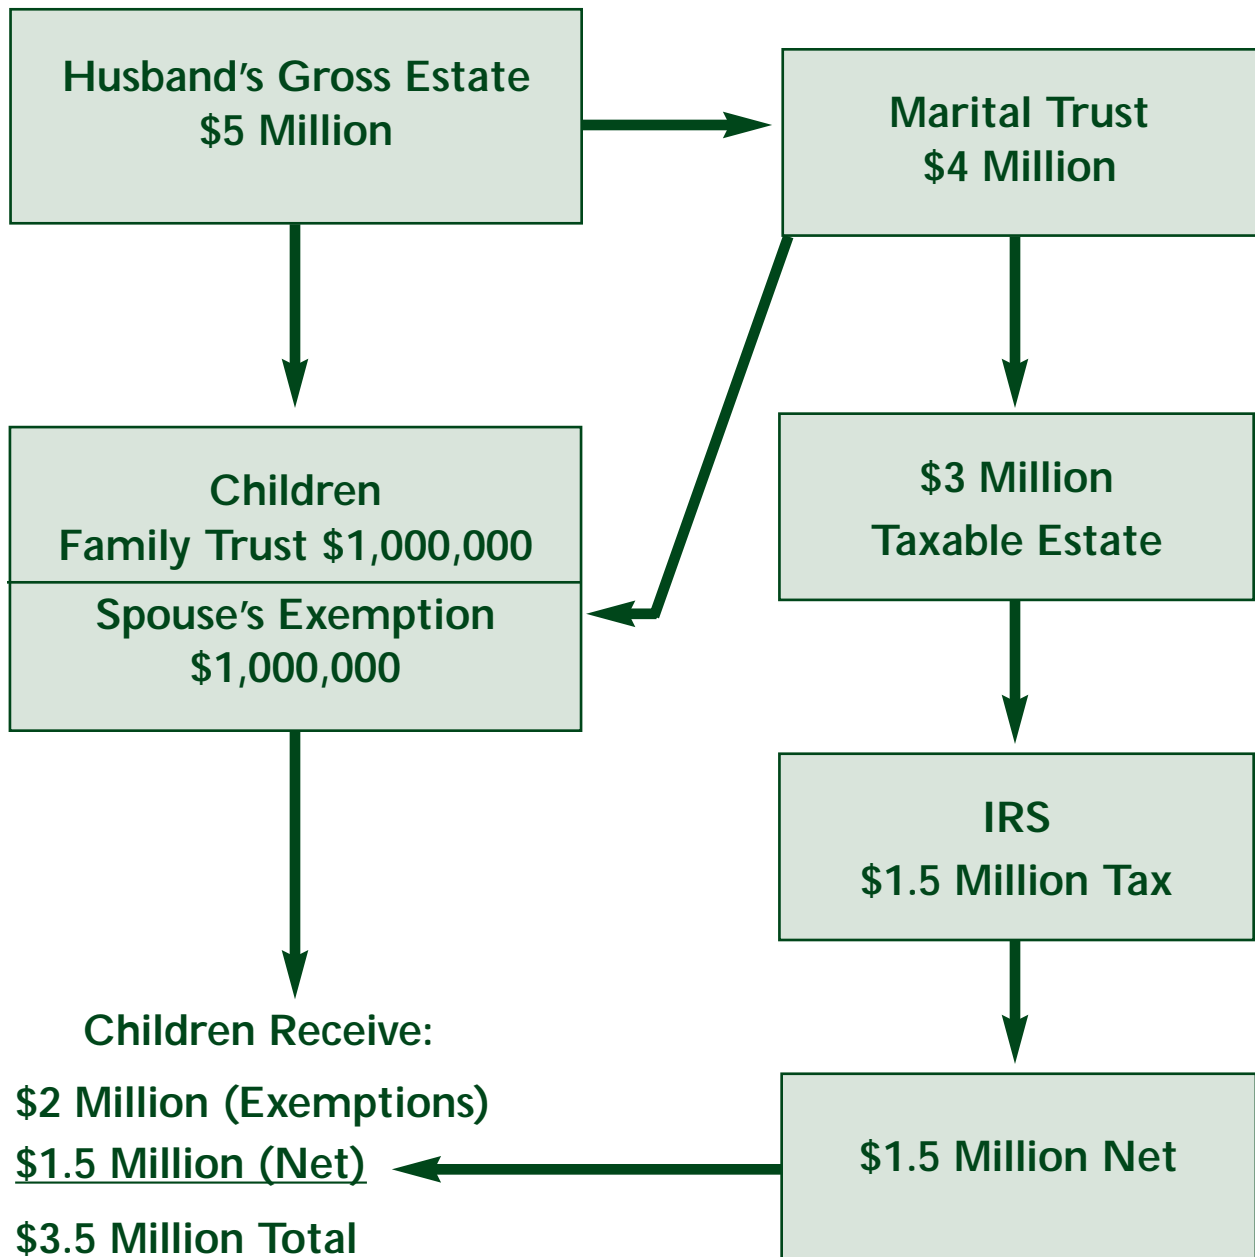 Husband's Gross Estate
$5 Million
Marital Trust
$4 Million
Children
Family Trust $1,000,000
Spouse's Exemption
$1,000,000
$3 Million
Taxable Estate
IRS
$1.5 Million Tax
$1.5 Million Net
Children Receive:
$2 Million (Exemptions)
$1.5 Million (Net)
$3.5 Million Total